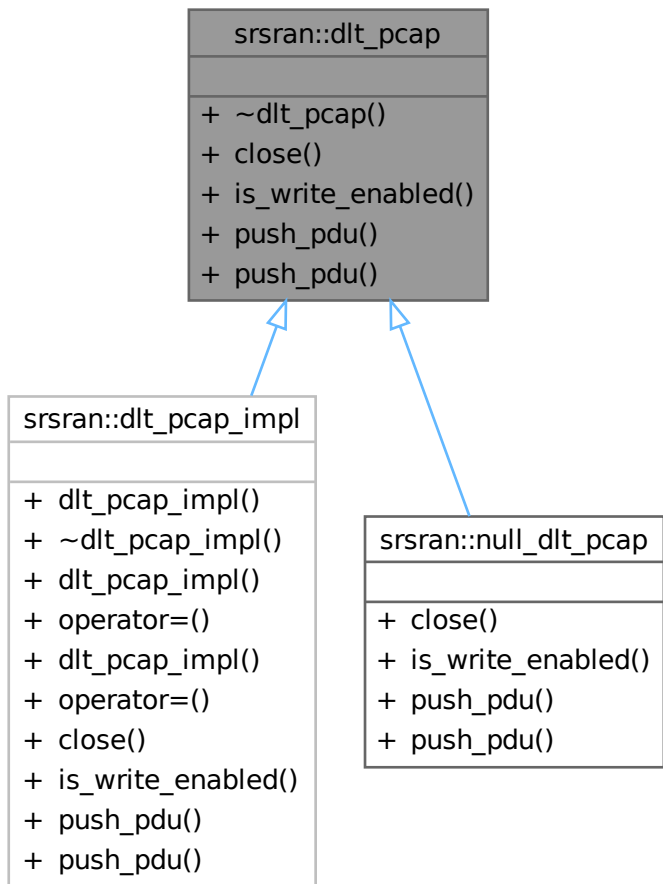 srsran::dlt_pcap
+ ~dlt_pcap()
+ close()
+ is_write_enabled()
+ push_pdu()
+ push_pdu()
srsran::dlt_pcap_impl
+ dlt_pcap_impl()
+ ~dlt_pcap_impl()
+ dlt_pcap_impl()
+ operator=()
+ dlt_pcap_impl()
+ operator=()
+ close()
+ is_write_enabled()
+ push_pdu()
+ push_pdu()
srsran::null_dlt_pcap
+ close()
+ is_write_enabled()
+ push_pdu()
+ push_pdu()